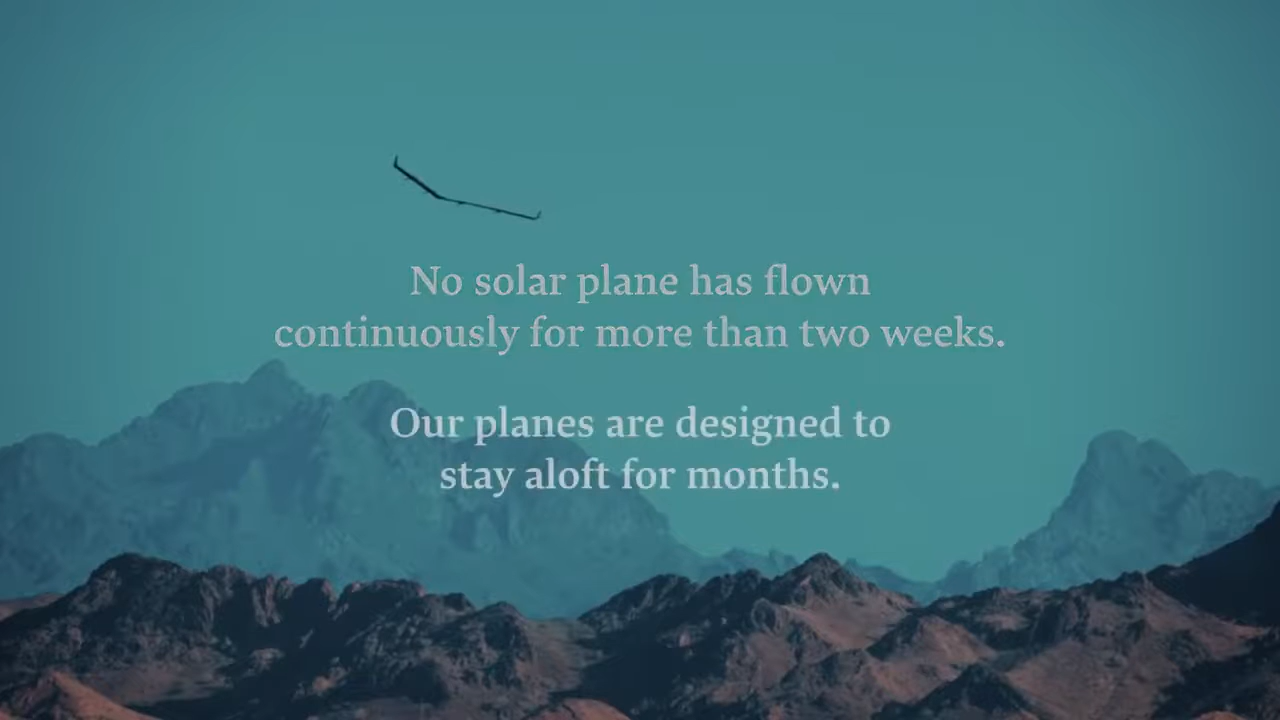 No solar plane has flown
continuously for more than two weeks.
Our planes are designed to
stay aloft for months.